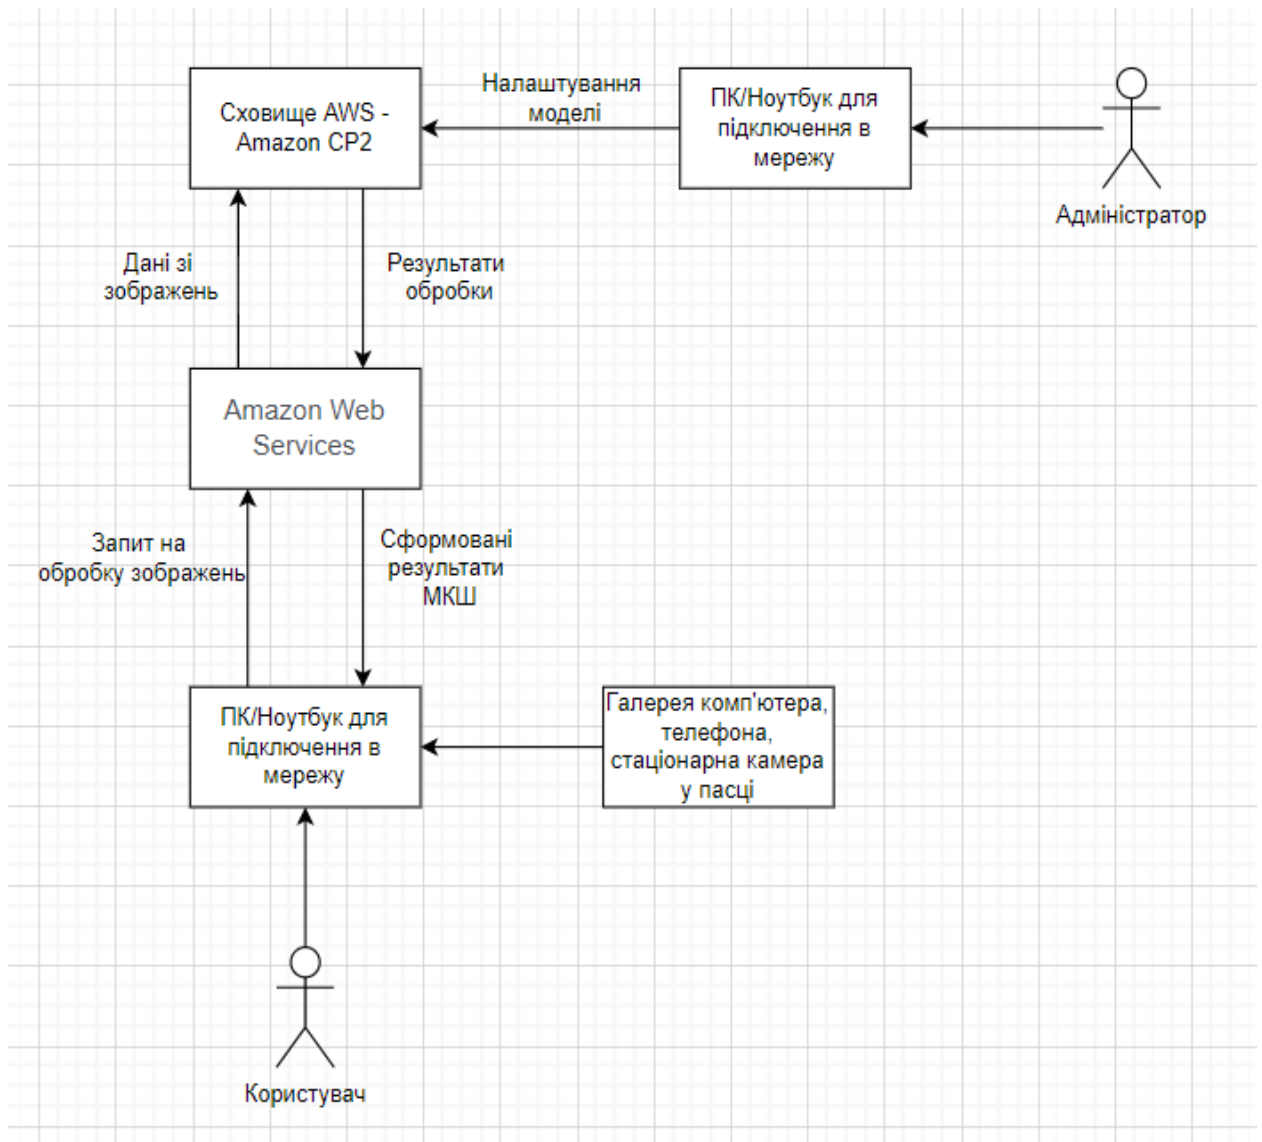 Сховище AWS -
Amazon CP2
Налаштування
моделі
ПК/Ноутбук для
підключення в
мережу
Адміністратор
Дані зі
зображень
Результати
обробки
Amazon Web
Services
Запит на
обробку зображень
Сформовані
результати
МКШ
ПК/Ноутбук для
підключення в
мережу
Галерея комп'ютера,
телефона,
стаціонарна камера
у пасці
Користувач